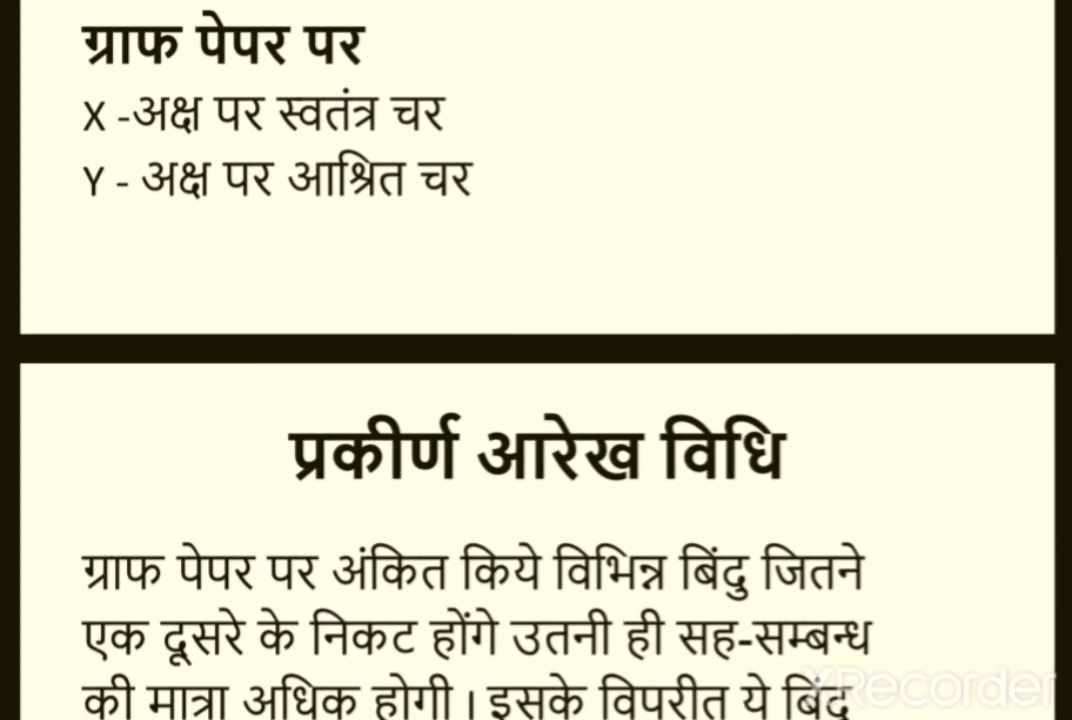 ग्राफ पेपर पर
X -अक्ष पर स्वतंत्र चर
Y - अक्ष पर आश्रित चर
प्रकीर्ण आरेख विधि
ग्राफ पेपर पर अंकित किये विभिन्न बिंदु जितने
एक दूसरे के निकट होंगे उतनी ही सह-सम्बन्ध
की मात्रा अधिक होगी । इसके विपरीत ये बिंदु
XRecorder